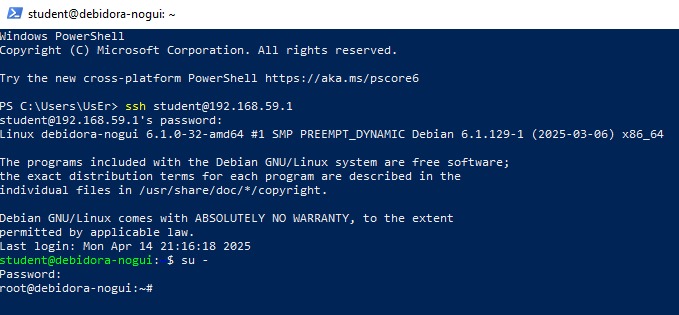 student@debidora-nogui: ~
Windows PowerShell
Copyright (C) Microsoft Corporation. All rights reserved.
Try the new cross-platform PowerShell https://aka.ms/pscore6
PS C:\Users\UsEr> ssh student@192.168.59.1
student@192.168.59.1's password:
Linux debidora-nogui 6.1.0-32-amd64 #1 SMP PREEMPT_DYNAMIC Debian 6.1.129-1 (2025-03-06) x86_64
The programs included with the Debian GNU/Linux system are free software;
the exact distribution terms for each program are described in the
individual files in /usr/share/doc/*/copyright.
Debian GNU/Linux comes with ABSOLUTELY NO WARRANTY, to the extent
permitted by applicable law.
Last login: Mon Apr 14 21:16:18 2025
student@debidora-nogui: $ su -
Password:
root@debidora-nogui:~#